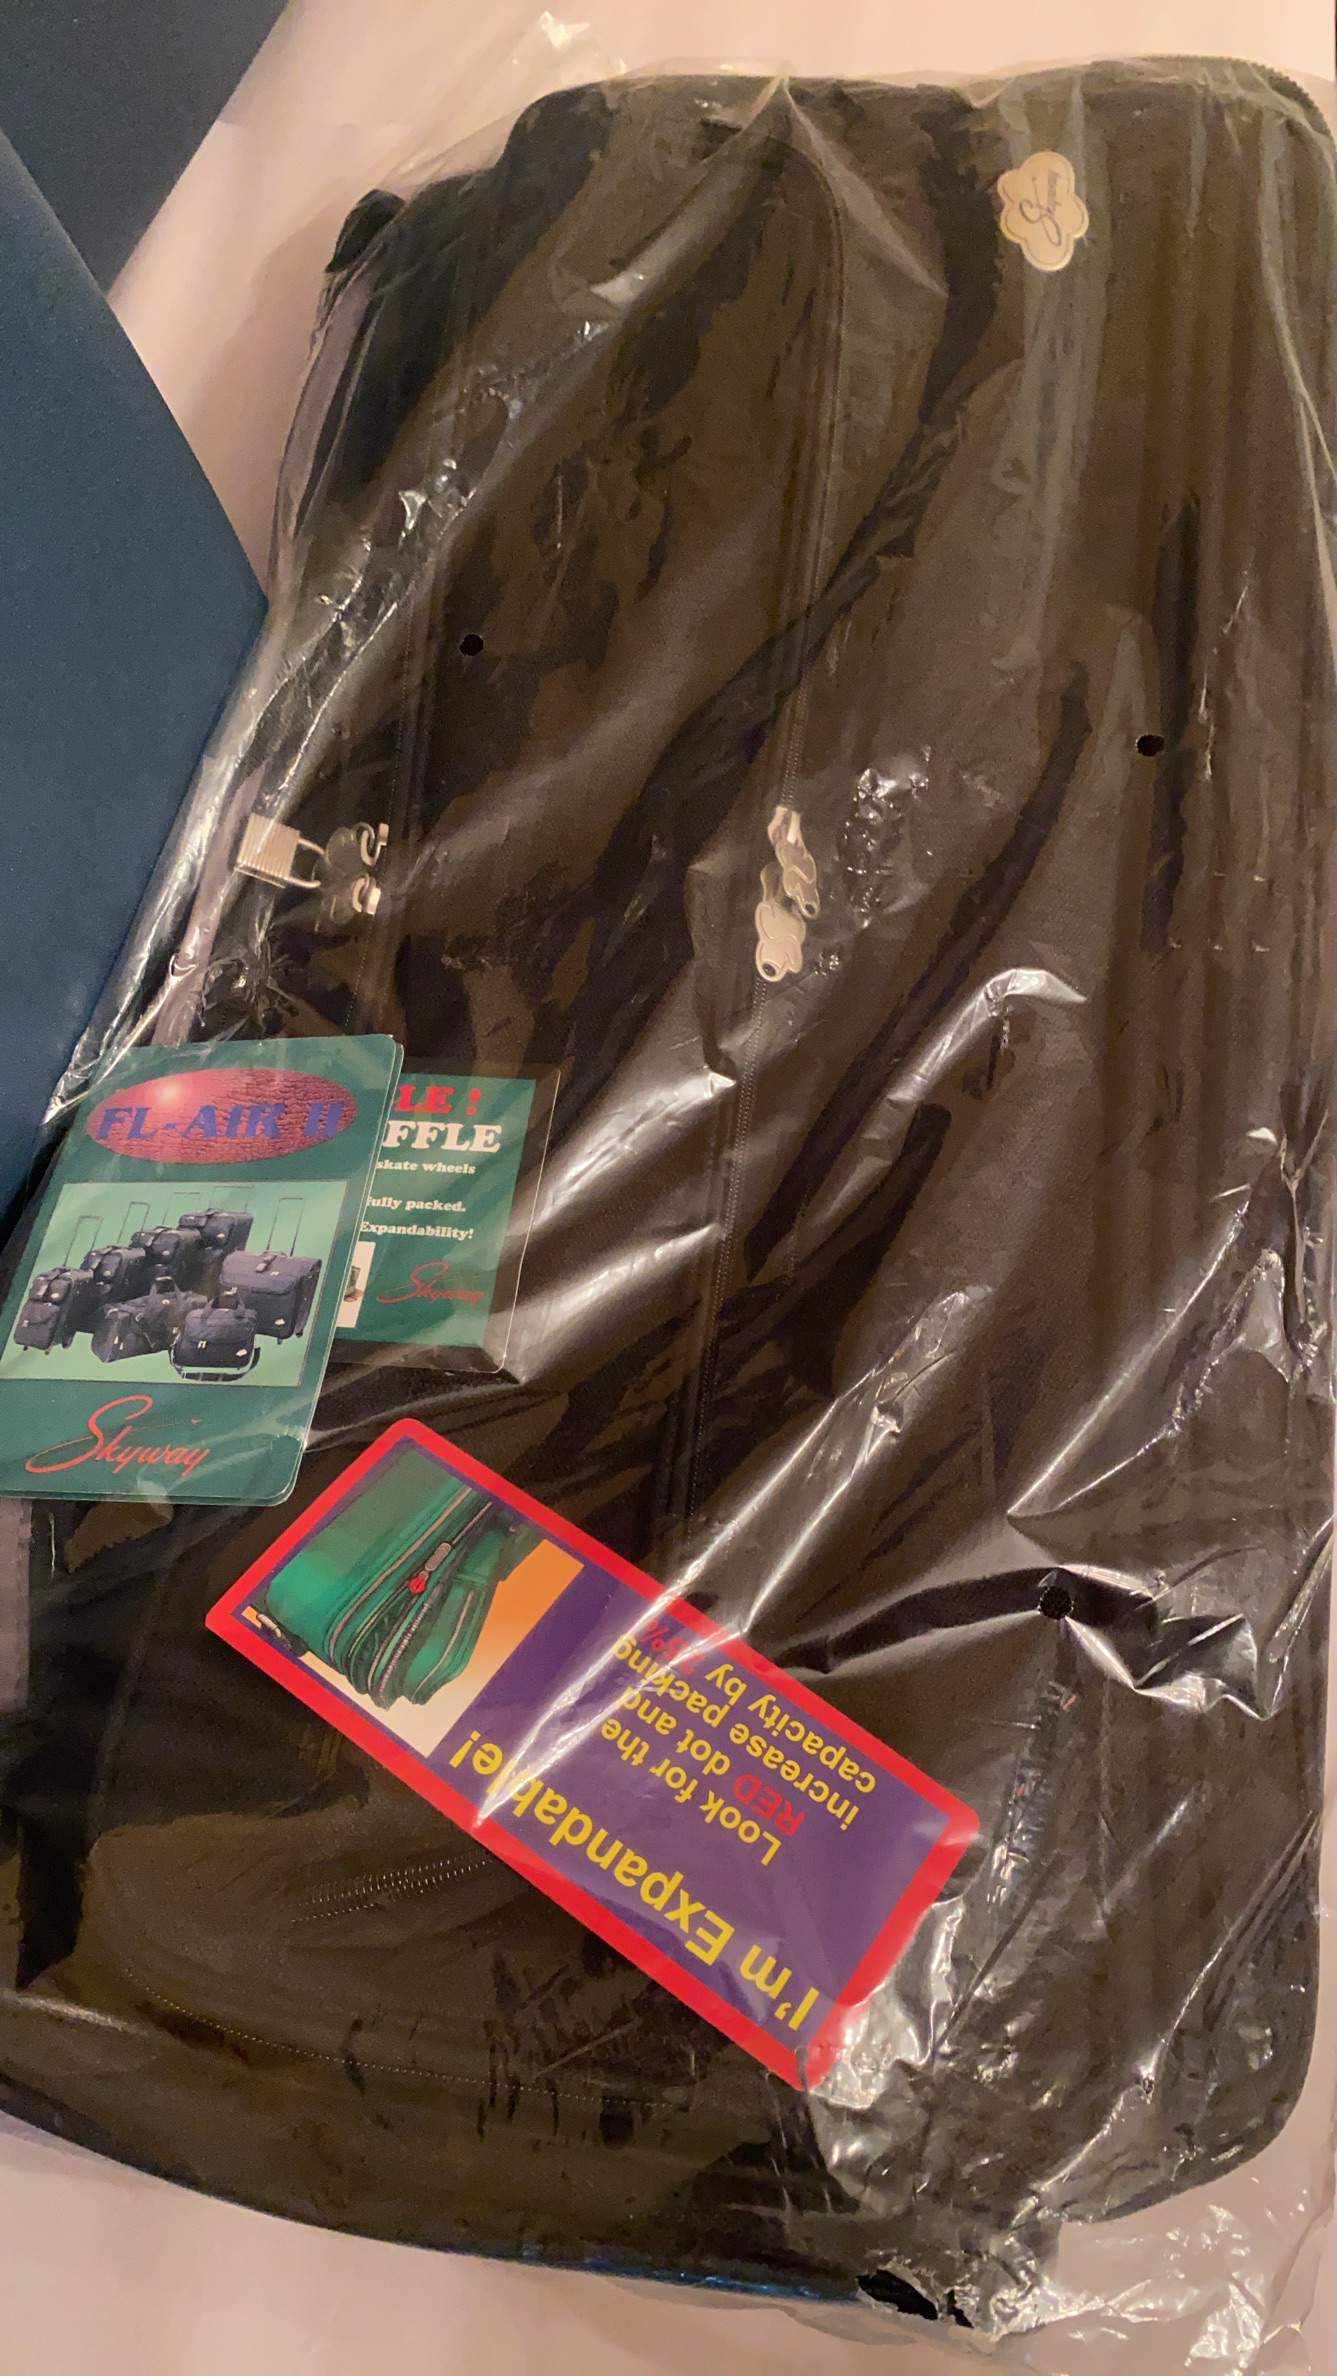 Skyway
FL-AIR II
Skyway
LE !
FFLE
skate wheels
fully packed.
Expandability!
Skyway
I'm Expandable!
Look for the
RED dot and
increase packing
capacity by